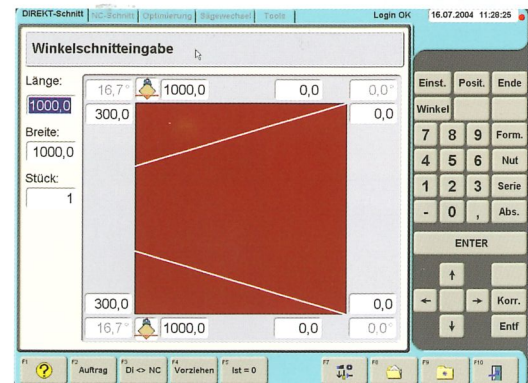 DIREKT-Schnitt NC-Schnitt Optimierung Sägewechsel Tools Login OK 16.07.2004 11:28:25
Winkelschnitteingabe
Länge:
1000,0
Breite:
1000,0
Stück:
1
16,7° 1000,0 0,0 0,0°
300,0 0,0
300,0 0,0
16,7° 1000,0 0,0 0,0°
Einst. Posit. Ende
Winkel
7 8 9 Form.
4 5 6 Nut
1 2 3 Serie
- 0 , Abs.
ENTER
↑
← → Korr.
↓ Entf
F1 ? F2 Auftrag F3 DI <> NC F4 Vorziehen F5 Ist = 0 F7 F8 F9 F10